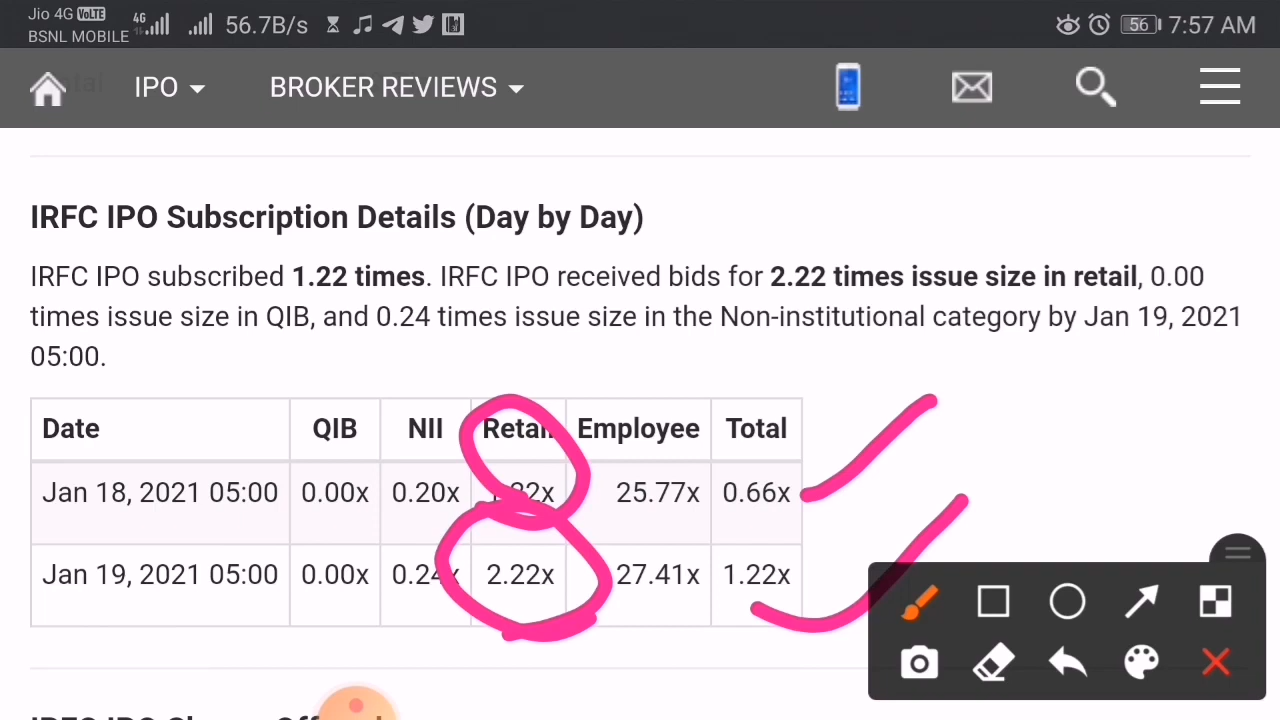 Jio 4G VoLTE
BSNL MOBILE
4G
56.7B/s
56
7:57 AM
IPO
BROKER REVIEWS
IRFC IPO Subscription Details (Day by Day)
IRFC IPO subscribed 1.22 times. IRFC IPO received bids for 2.22 times issue size in retail, 0.00
times issue size in QIB, and 0.24 times issue size in the Non-institutional category by Jan 19, 2021
05:00.
Date QIB NII Retail Employee Total
Jan 18, 2021 05:00 0.00x 0.20x 25.77x 0.66x
Jan 19, 2021 05:00 0.00x 0.24x 2.22x 27.41x 1.22x